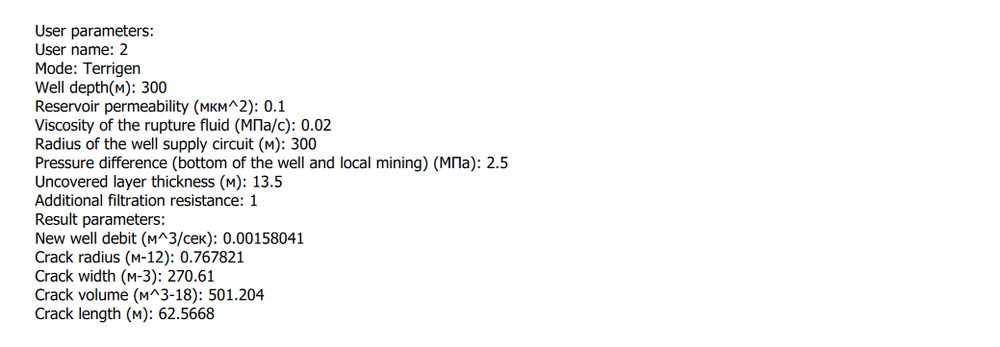 User parameters:
User name: 2
Mode: Terrigen
Well depth(м): 300
Reservoir permeability (мкм^2): 0.1
Viscosity of the rupture fluid (МПа/с): 0.02
Radius of the well supply circuit (м): 300
Pressure difference (bottom of the well and local mining) (МПа): 2.5
Uncovered layer thickness (м): 13.5
Additional filtration resistance: 1
Result parameters:
New well debit (м^3/сек): 0.00158041
Crack radius (м-12): 0.767821
Crack width (м-3): 270.61
Crack volume (м^3-18): 501.204
Crack length (м): 62.5668